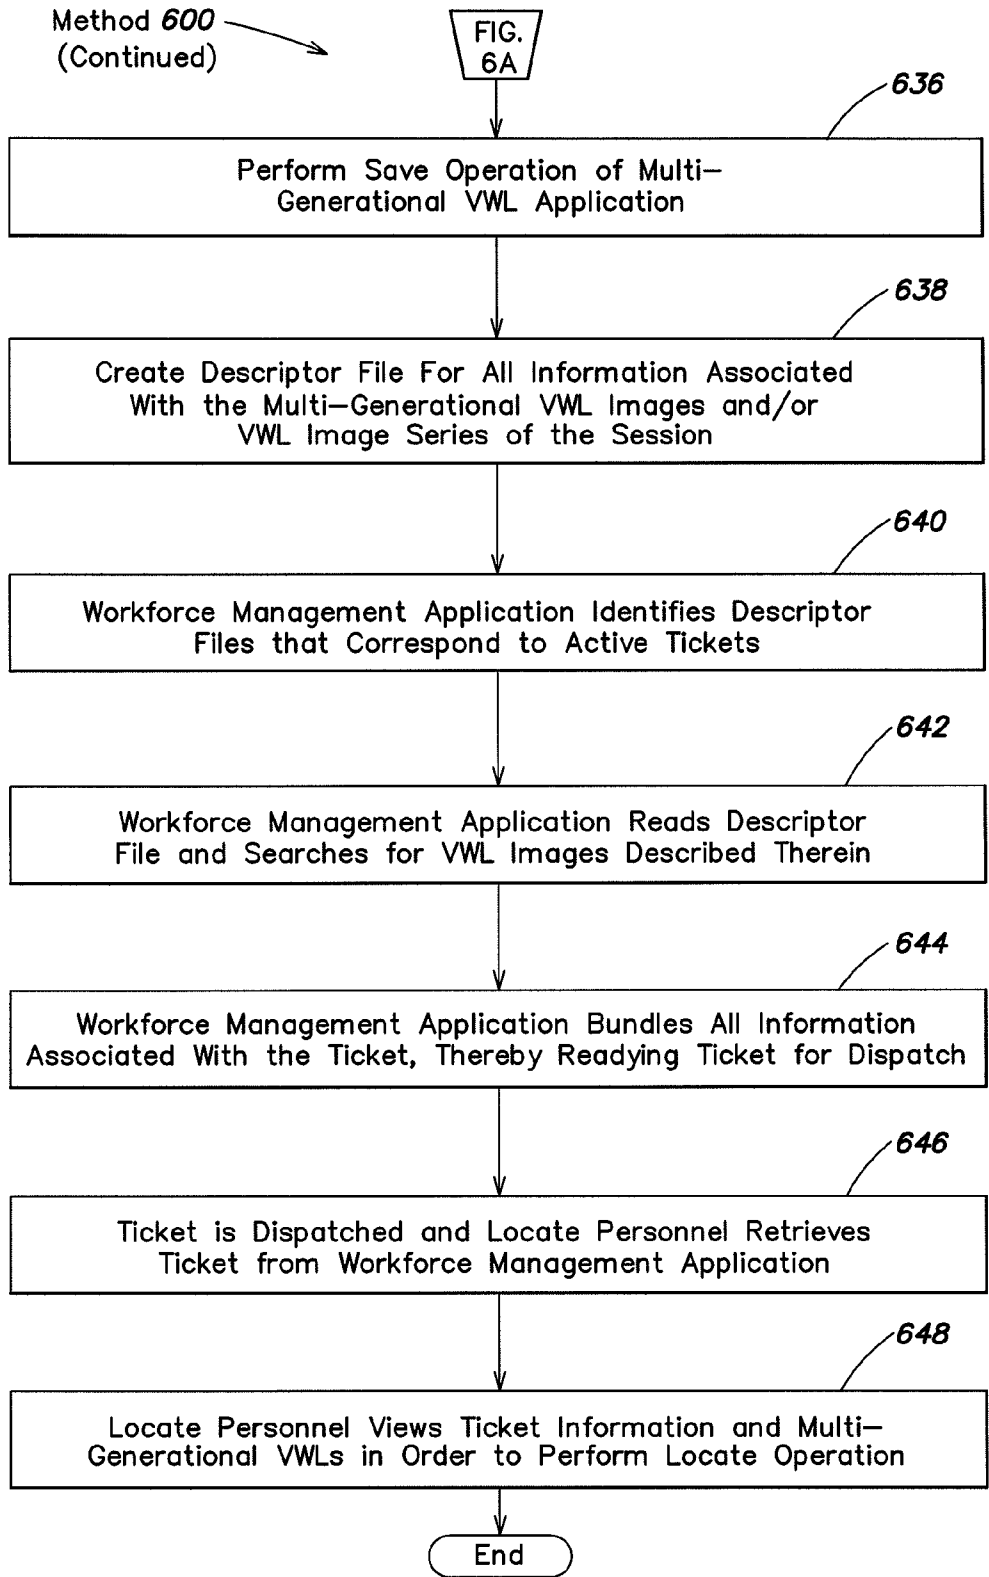 Method 600
(Continued)
FIG.
6A
636
Perform Save Operation of Multi–
Generational VWL Application
638
Create Descriptor File For All Information Associated
With the Multi–Generational VWL Images and/or
VWL Image Series of the Session
640
Workforce Management Application Identifies Descriptor
Files that Correspond to Active Tickets
642
Workforce Management Application Reads Descriptor
File and Searches for VWL Images Described Therein
644
Workforce Management Application Bundles All Information
Associated With the Ticket, Thereby Readying Ticket for Dispatch
646
Ticket is Dispatched and Locate Personnel Retrieves
Ticket from Workforce Management Application
648
Locate Personnel Views Ticket Information and Multi–
Generational VWLs in Order to Perform Locate Operation
End